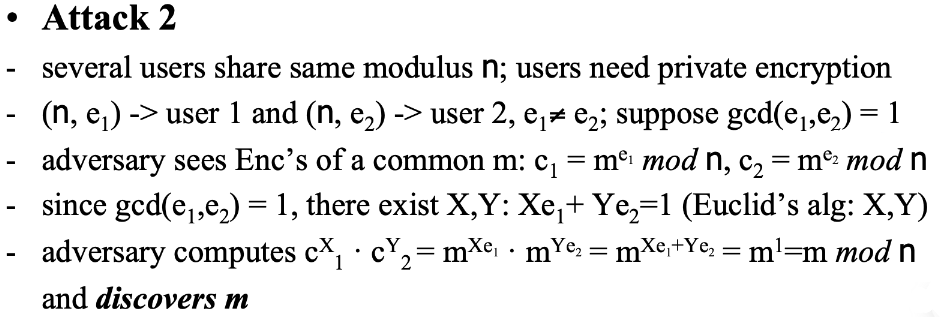 • Attack 2
- several users share same modulus n; users need private encryption
- (n, e₁) -> user 1 and (n, e₂) -> user 2, e₁≠ e₂; suppose gcd(e₁,e₂) = 1
- adversary sees Enc’s of a common m: c₁ = m^e₁ mod n, c₂ = m^e₂ mod n
- since gcd(e₁,e₂) = 1, there exist X,Y: Xe₁+ Ye₂=1 (Euclid’s alg: X,Y)
- adversary computes c^X₁ · c^Y₂ = m^Xe₁ · m^Ye₂ = m^Xe₁+Ye₂ = m¹=m mod n
and discovers m